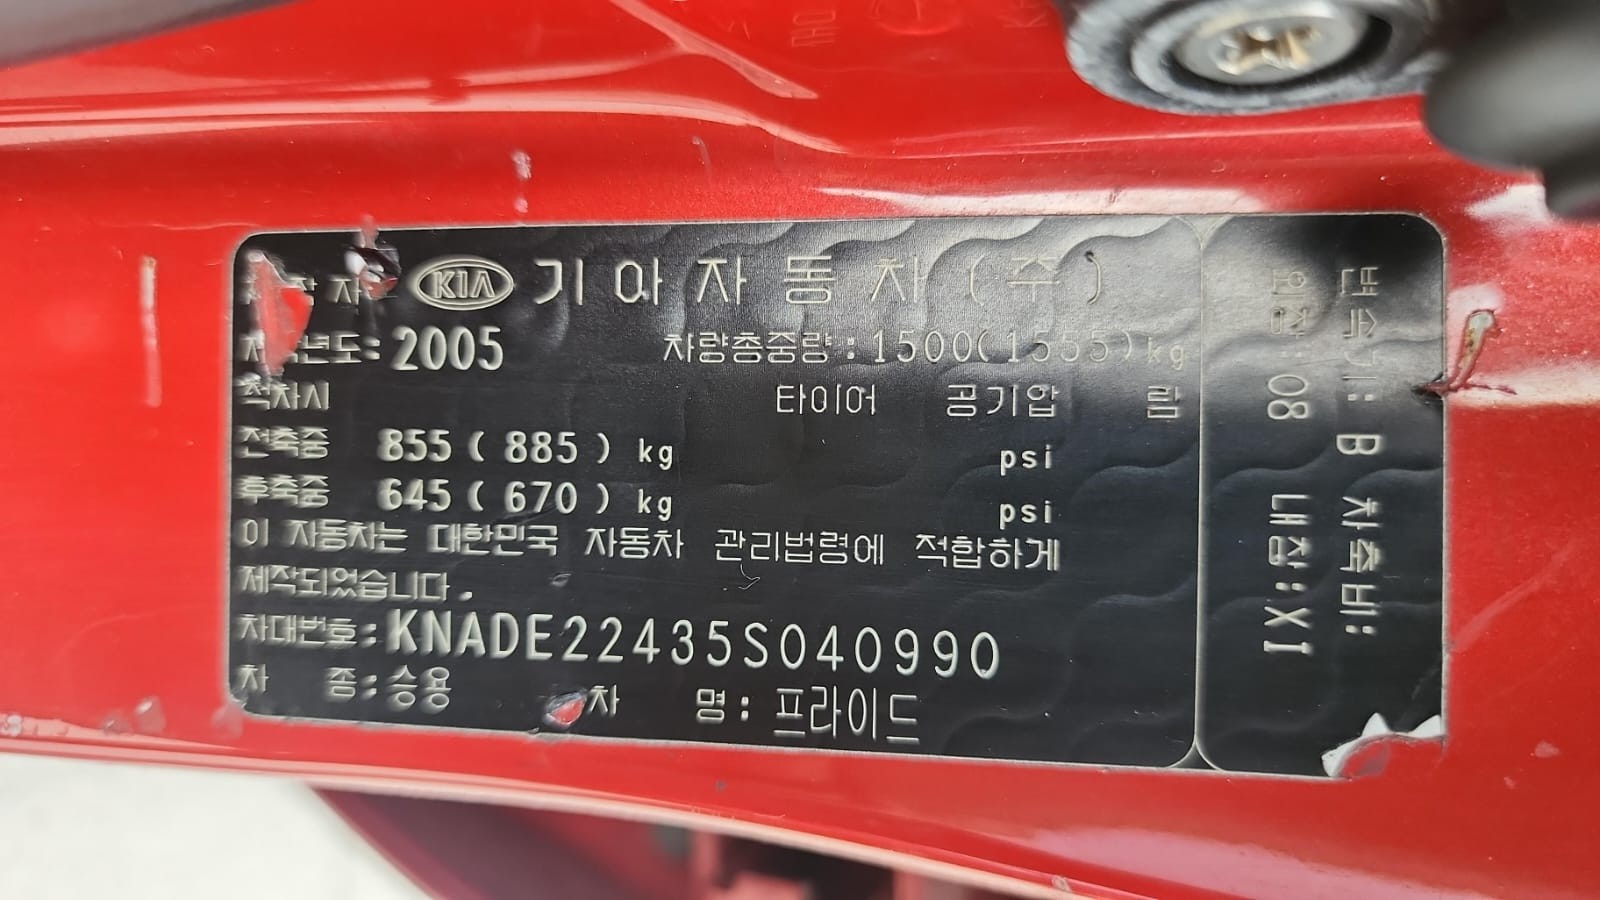 KIA 기아자동차(주)
2005
차량총중량:1500(1555)kg
적차시 타이어 공기압 림
전축중 855(885)kg psi
후축중 645(670)kg psi
이 자동차는 대한민국 자동차 관리법령에 적합하게
제작되었습니다.
차대번호:KNADE22435S040990
차 종:승용 차 명:프라이드
변속기:B 차축비:
외장:08 내장:XI